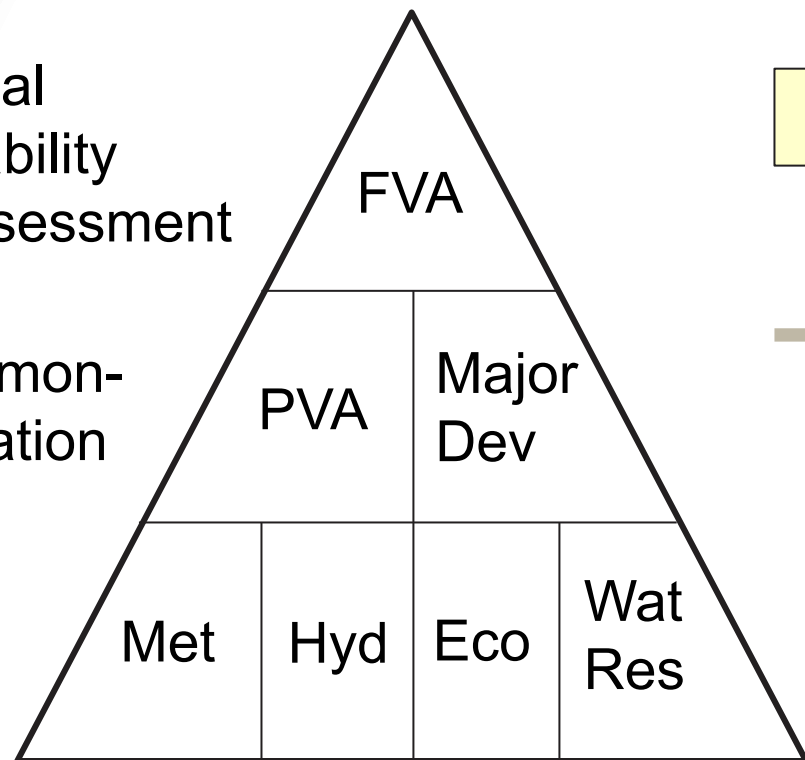 al
bility
sessment
mon-
ation
FVA
PVA
Major
Dev
Met
Hyd
Eco
Wat
Res